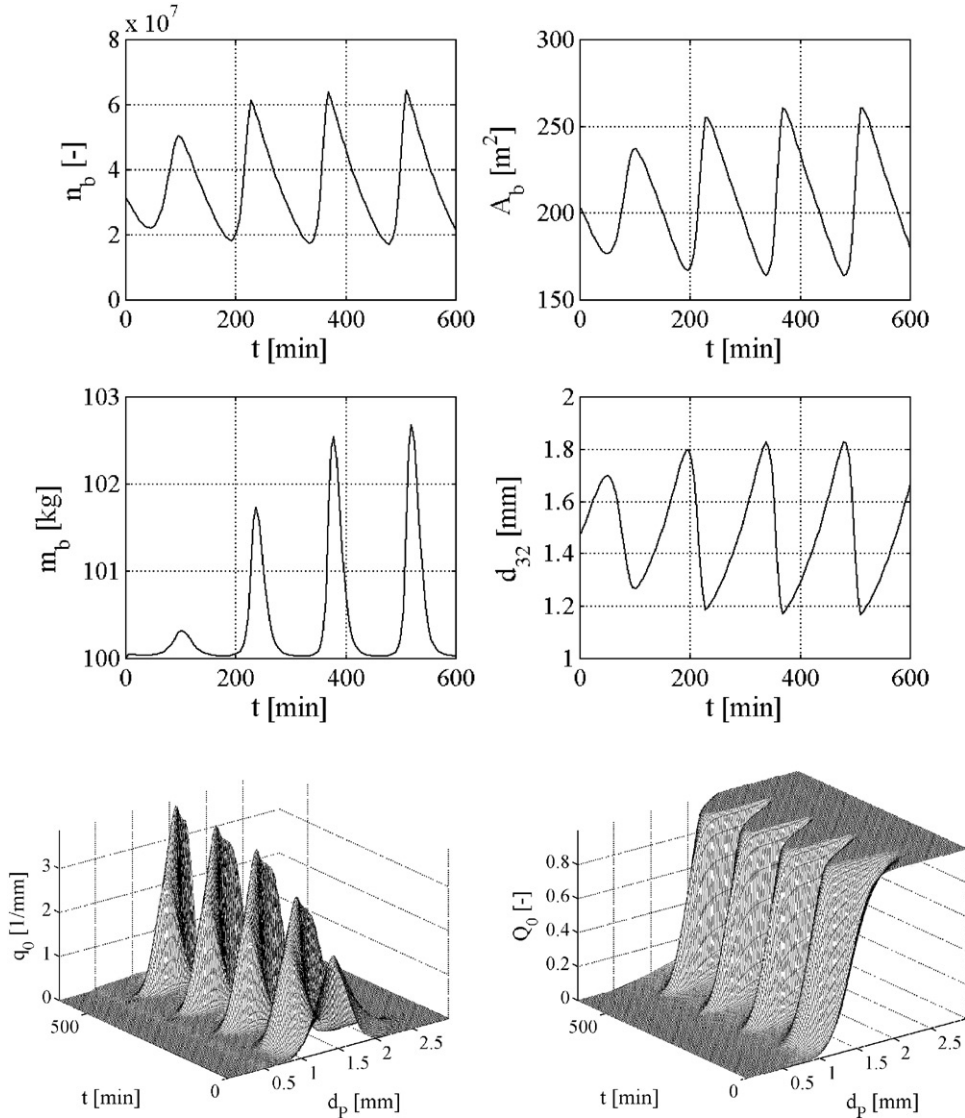 x 10⁷
8
6
4
2
0
n_b [-]
0 200 400 600
t [min]
300
250
200
150
A_b [m²]
0 200 400 600
t [min]
103
102
101
100
m_b [kg]
0 200 400 600
t [min]
2
1.8
1.6
1.4
1.2
1
d_32 [mm]
0 200 400 600
t [min]
3
2
1
0
q_0 [1/mm]
500
0
t [min]
0.5 1 1.5 2 2.5
d_P [mm]
0.8
0.6
0.4
0.2
0
Q_0 [-]
500
0
t [min]
0.5 1 1.5 2 2.5
d_P [mm]